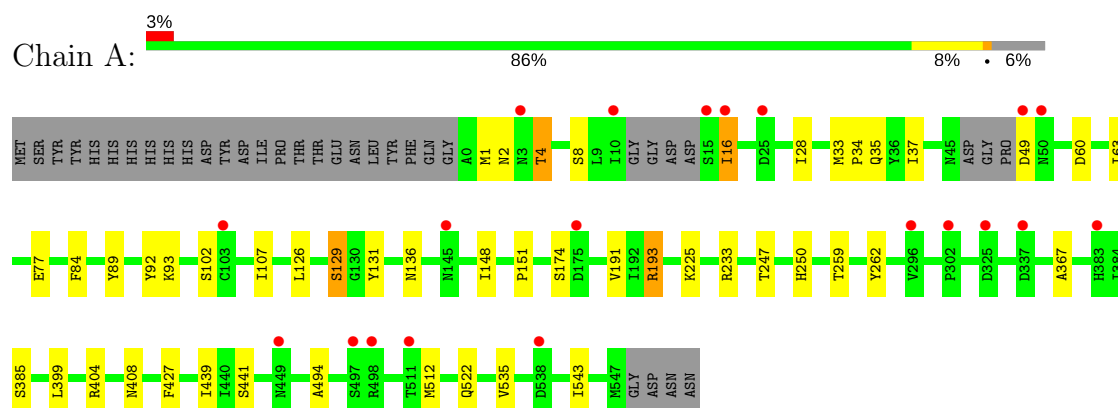 3%
Chain A:
86% 8% • 6%
MET SER TYR TYR HIS HIS HIS HIS HIS HIS ASP TYR ASP ILE PRO THR THR GLU ASN LEU TYR PHE GLN GLY A0 M1 N2 N3 T4 S8 L9 I10 GLY GLY ASP ASP S15 I16 D25 I28 M33 P34 Q35 Y36 I37 N45 ASP GLY PRO D49 N50 D60 I63
E77 F84 Y89 Y92 K93 S102 C103 I107 L126 S129 G130 Y131 N136 N145 I148 P151 S174 D175 V191 I192 R193 K225 R233 T247 H250 T259 Y262 V296 P302 D325 D337 A367 H383 I384
S385 L399 R404 N408 F427 I439 I440 S441 N449 A494 S497 R498 T511 M512 Q522 V535 D538 I543 M547 GLY ASP ASN ASN